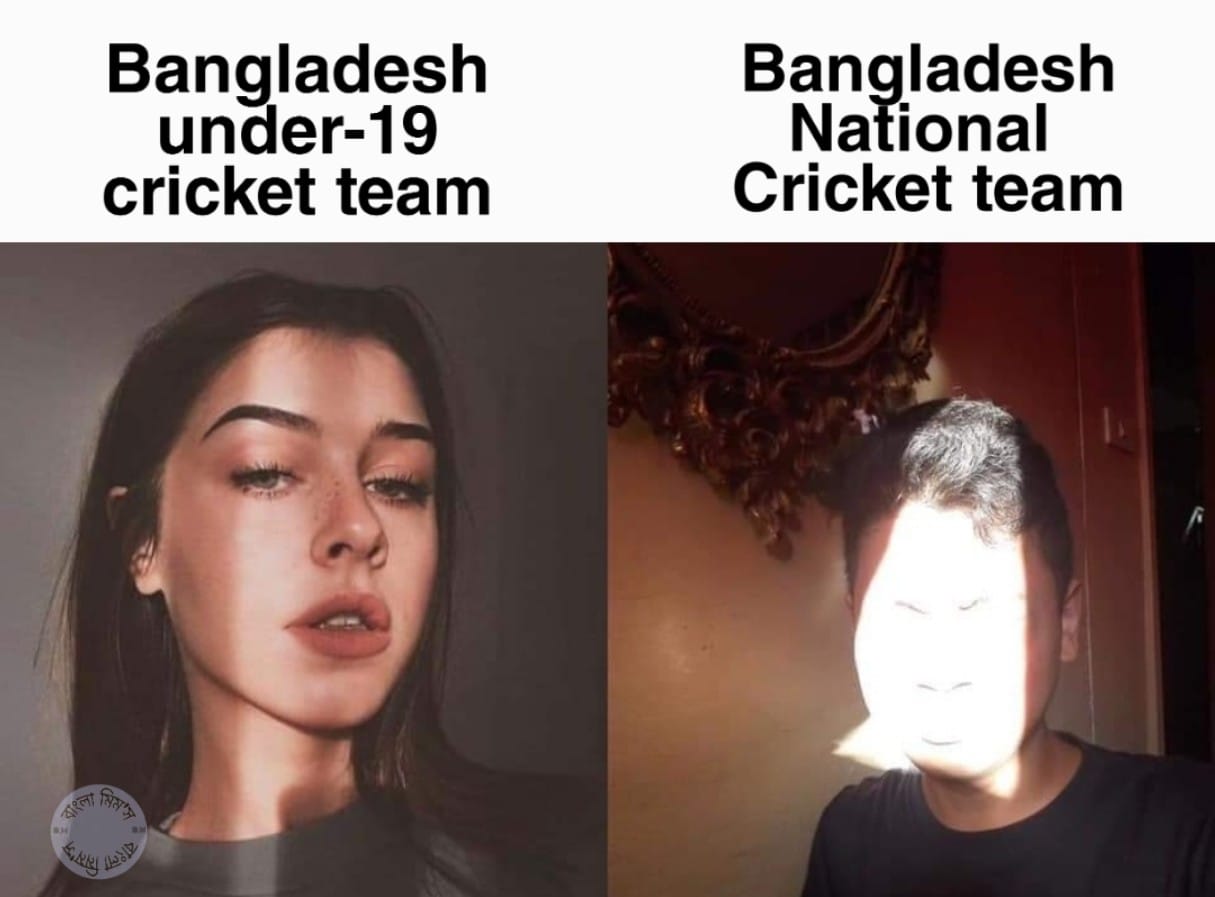 Bangladesh
under-19
cricket team
Bangladesh
National
Cricket team
বাংলা মিম'স
B.M
B.M
বাংলা মিম'স